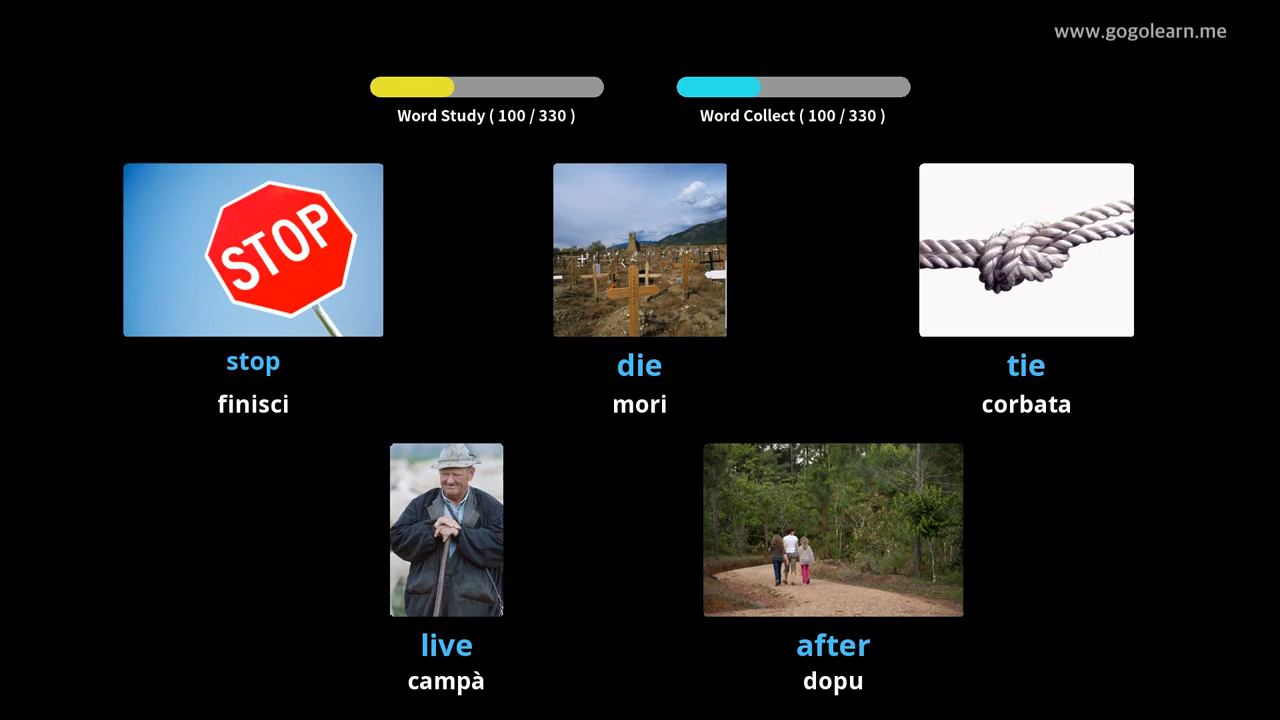 www.gogolearn.me
Word Study ( 100 / 330 )
Word Collect ( 100 / 330 )
STOP
stop
finisci
die
mori
tie
corbata
live
campà
after
dopu